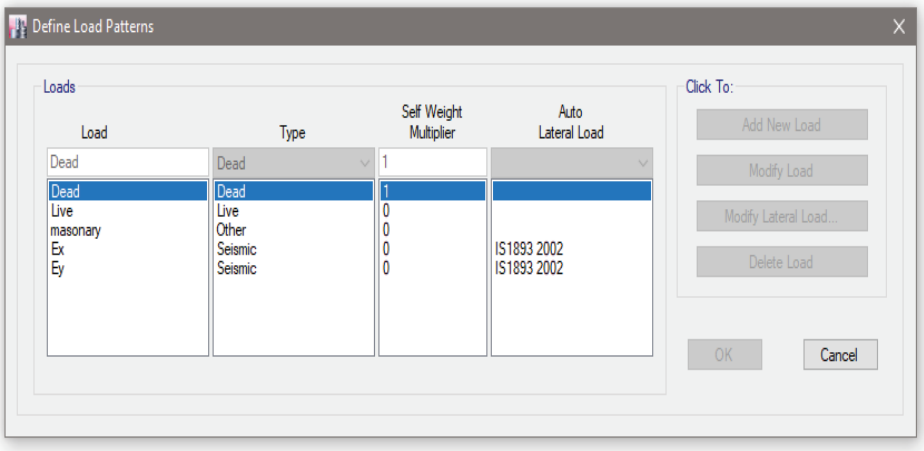 Define Load Patterns
Loads
Click To:
Load
Type
Self Weight
Multiplier
Auto
Lateral Load
Dead Dead 1
Dead Dead 1
Live Live 0
masonary Other 0
Ex Seismic 0 IS1893 2002
Ey Seismic 0 IS1893 2002
Add New Load
Modify Load
Modify Lateral Load...
Delete Load
OK
Cancel